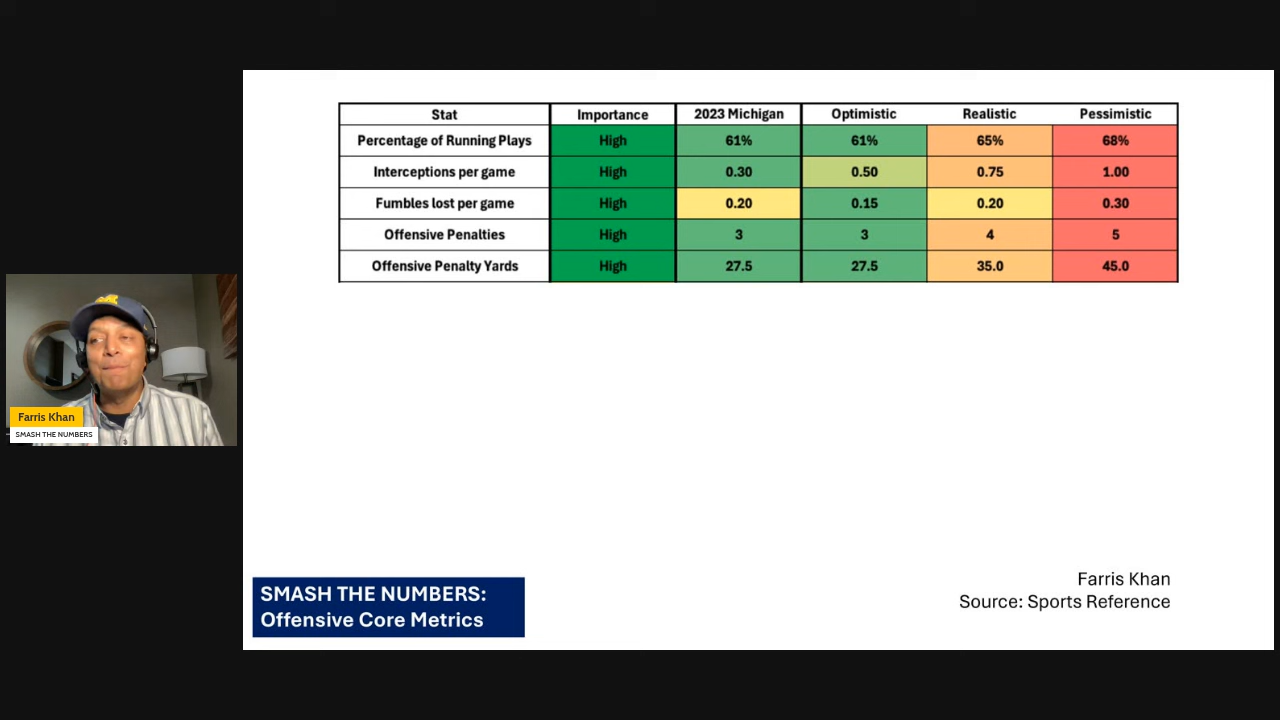 Stat Importance 2023 Michigan Optimistic Realistic Pessimistic
Percentage of Running Plays High 61% 61% 65% 68%
Interceptions per game High 0.30 0.50 0.75 1.00
Fumbles lost per game High 0.20 0.15 0.20 0.30
Offensive Penalties High 3 3 4 5
Offensive Penalty Yards High 27.5 27.5 35.0 45.0
M
Farris Khan
SMASH THE NUMBERS
SMASH THE NUMBERS:
Offensive Core Metrics
Farris Khan
Source: Sports Reference